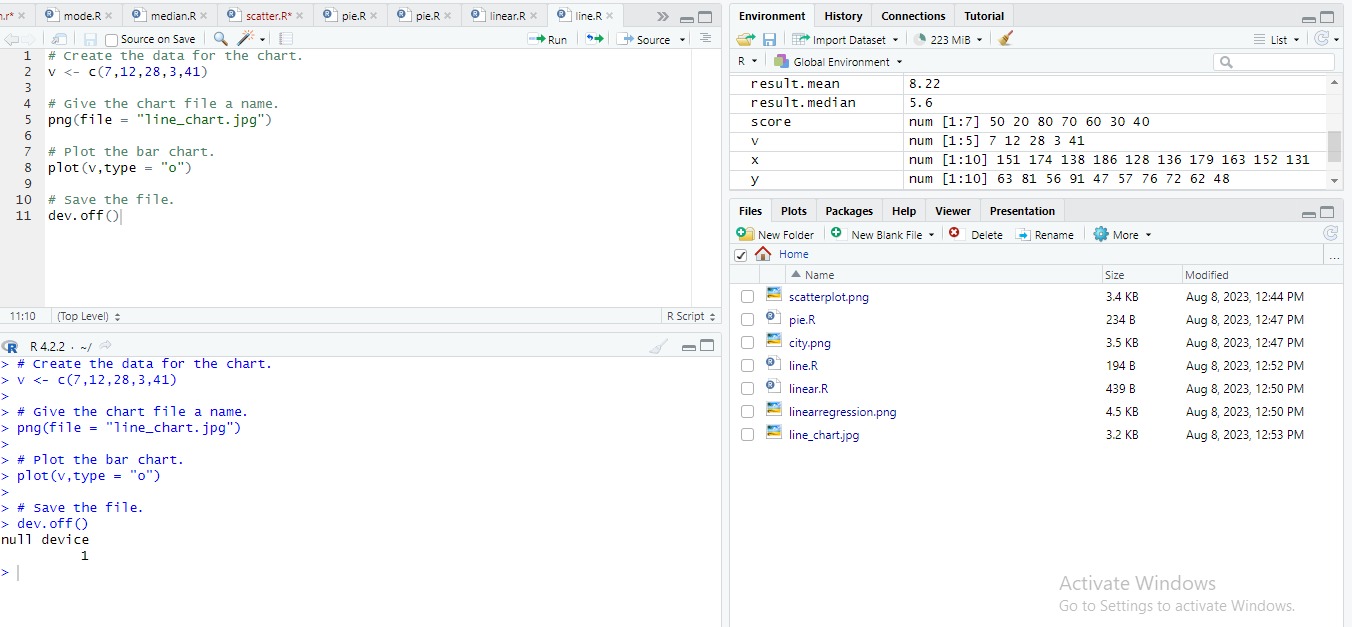 n.r* × mode.R × median.R × scatter.R* × pie.R × pie.R × linear.R × line.R ×
Source on Save Run Source
1 # Create the data for the chart.
2 v <- c(7,12,28,3,41)
3
4 # Give the chart file a name.
5 png(file = "line_chart.jpg")
6
7 # Plot the bar chart.
8 plot(v,type = "o")
9
10 # Save the file.
11 dev.off()
11:10 (Top Level) R Script
R 4.2.2 · ~/
> # Create the data for the chart.
> v <- c(7,12,28,3,41)
>
> # Give the chart file a name.
> png(file = "line_chart.jpg")
>
> # Plot the bar chart.
> plot(v,type = "o")
>
> # Save the file.
> dev.off()
null device
1
>
Environment History Connections Tutorial
Import Dataset 223 MiB List
R Global Environment
result.mean 8.22
result.median 5.6
score num [1:7] 50 20 80 70 60 30 40
v num [1:5] 7 12 28 3 41
x num [1:10] 151 174 138 186 128 136 179 163 152 131
y num [1:10] 63 81 56 91 47 57 76 72 62 48
Files Plots Packages Help Viewer Presentation
New Folder New Blank File Delete Rename More
Home ...
Name Size Modified
scatterplot.png 3.4 KB Aug 8, 2023, 12:44 PM
pie.R 234 B Aug 8, 2023, 12:47 PM
city.png 3.5 KB Aug 8, 2023, 12:47 PM
line.R 194 B Aug 8, 2023, 12:52 PM
linear.R 439 B Aug 8, 2023, 12:50 PM
linearregression.png 4.5 KB Aug 8, 2023, 12:50 PM
line_chart.jpg 3.2 KB Aug 8, 2023, 12:53 PM
Activate Windows
Go to Settings to activate Windows.